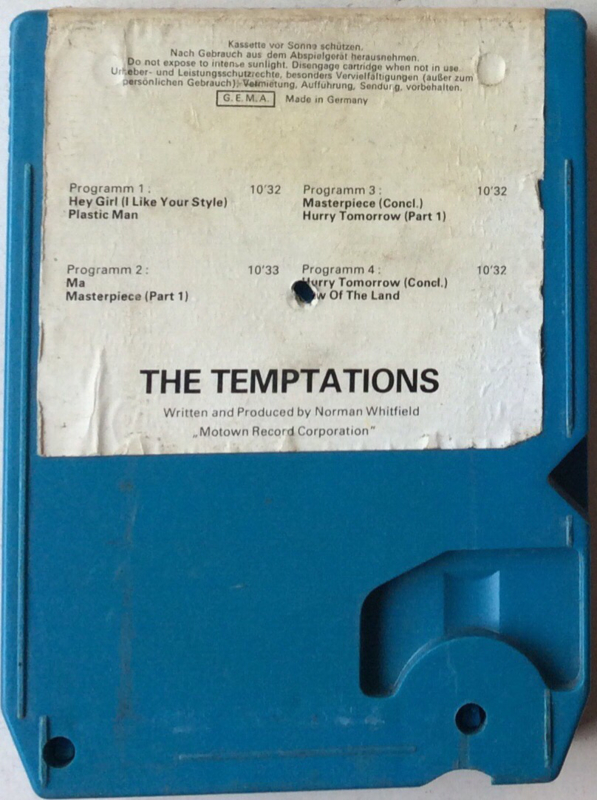 Kassette vor Sonne schützen.
Nach Gebrauch aus dem Abspielgerät herausnehmen.
Do not expose to intense sunlight. Disengage cartridge when not in use
Urheber- und Leistungsschutzrechte, besonders Vervielfältigungen (außer zum
persönlichen Gebrauch), Vermietung, Aufführung, Sendung, vorbehalten.
G.E.M.A. Made in Germany
Programm 1: 10'32
Hey Girl (I Like Your Style)
Plastic Man
Programm 2: 10'33
Ma
Masterpiece (Part 1)
Programm 3: 10'32
Masterpiece (Concl.)
Hurry Tomorrow (Part 1)
Programm 4: 10'32
Hurry Tomorrow (Concl.)
Of The Land
THE TEMPTATIONS
Written and Produced by Norman Whitfield
„Motown Record Corporation"